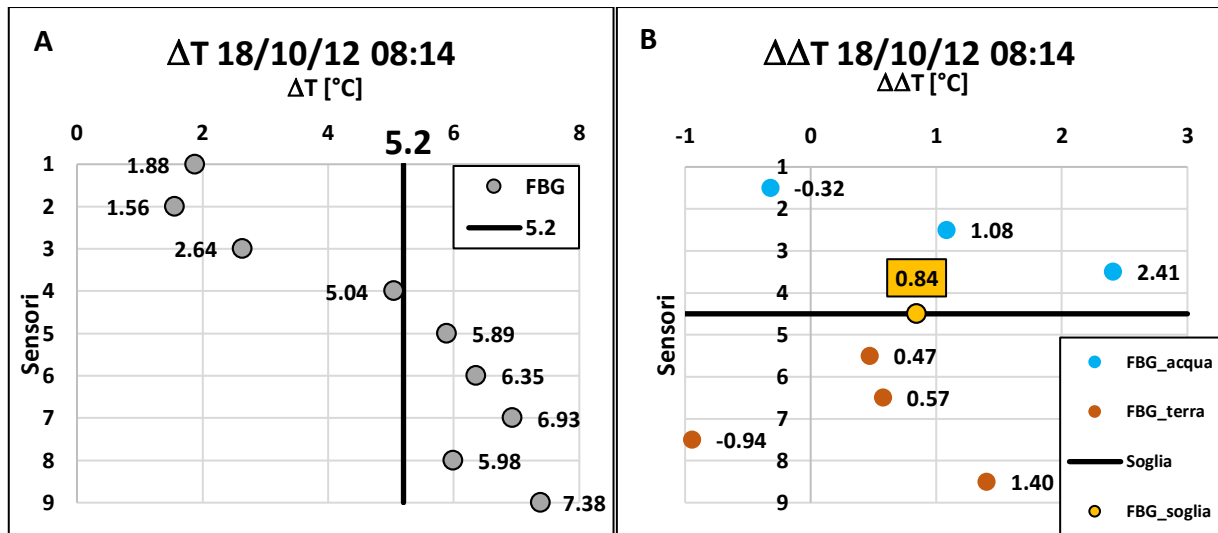 A
ΔT 18/10/12 08:14
ΔT [°C]
0 2 4 6 8
5.2
Sensori
1 1.88
2 1.56
3 2.64
4 5.04
5 5.89
6 6.35
7 6.93
8 5.98
9 7.38
FBG
5.2
B
ΔΔT 18/10/12 08:14
ΔΔT [°C]
-1 0 1 2 3
Sensori
1
-0.32
2
1.08
3
2.41
0.84
4
5
0.47
6
0.57
7
-0.94
8
1.40
9
FBG_acqua
FBG_terra
Soglia
FBG_soglia